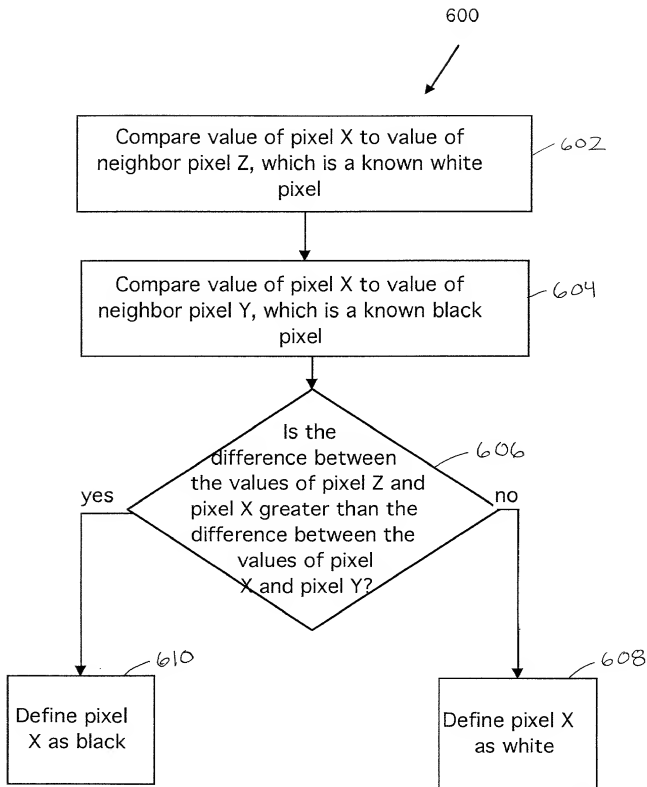 600
Compare value of pixel X to value of
neighbor pixel Z, which is a known white
pixel
602
Compare value of pixel X to value of
neighbor pixel Y, which is a known black
pixel
604
Is the
difference between
the values of pixel Z and
pixel X greater than the
difference between the
values of pixel
X and pixel Y?
606
yes
no
610
608
Define pixel
X as black
Define pixel X
as white